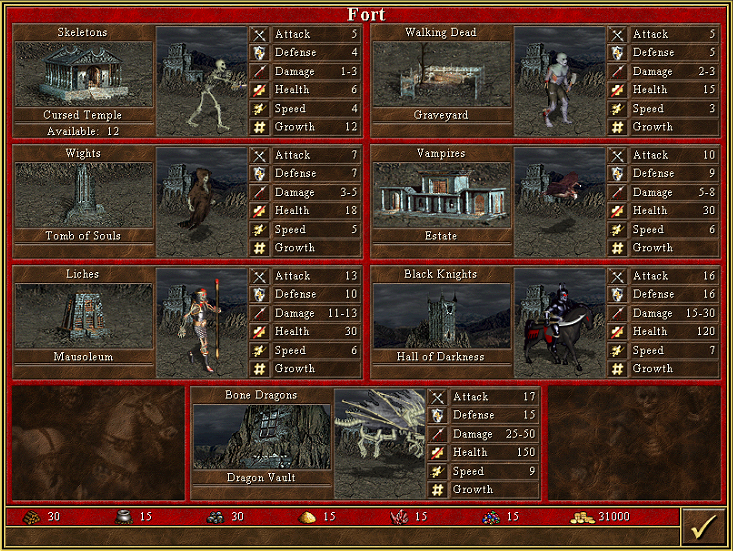 Fort
Skeletons
Cursed Temple
Available: 12
Attack 5
Defense 4
Damage 1-3
Health 6
Speed 4
Growth 12
Walking Dead
Graveyard
Attack 5
Defense 5
Damage 2-3
Health 15
Speed 3
Growth
Wights
Tomb of Souls
Attack 7
Defense 7
Damage 3-5
Health 18
Speed 5
Growth
Vampires
Estate
Attack 10
Defense 9
Damage 5-8
Health 30
Speed 6
Growth
Liches
Mausoleum
Attack 13
Defense 10
Damage 11-13
Health 30
Speed 6
Growth
Black Knights
Hall of Darkness
Attack 16
Defense 16
Damage 15-30
Health 120
Speed 7
Growth
Bone Dragons
Dragon Vault
Attack 17
Defense 15
Damage 25-50
Health 150
Speed 9
Growth
30 15 30 15 15 15 31000